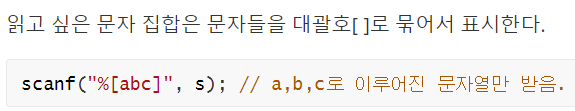 읽고 싶은 문자 집합은 문자들을 대괄호[ ]로 묶어서 표시한다.
scanf("%[abc]", s); // a,b,c로 이루어진 문자열만 받음.